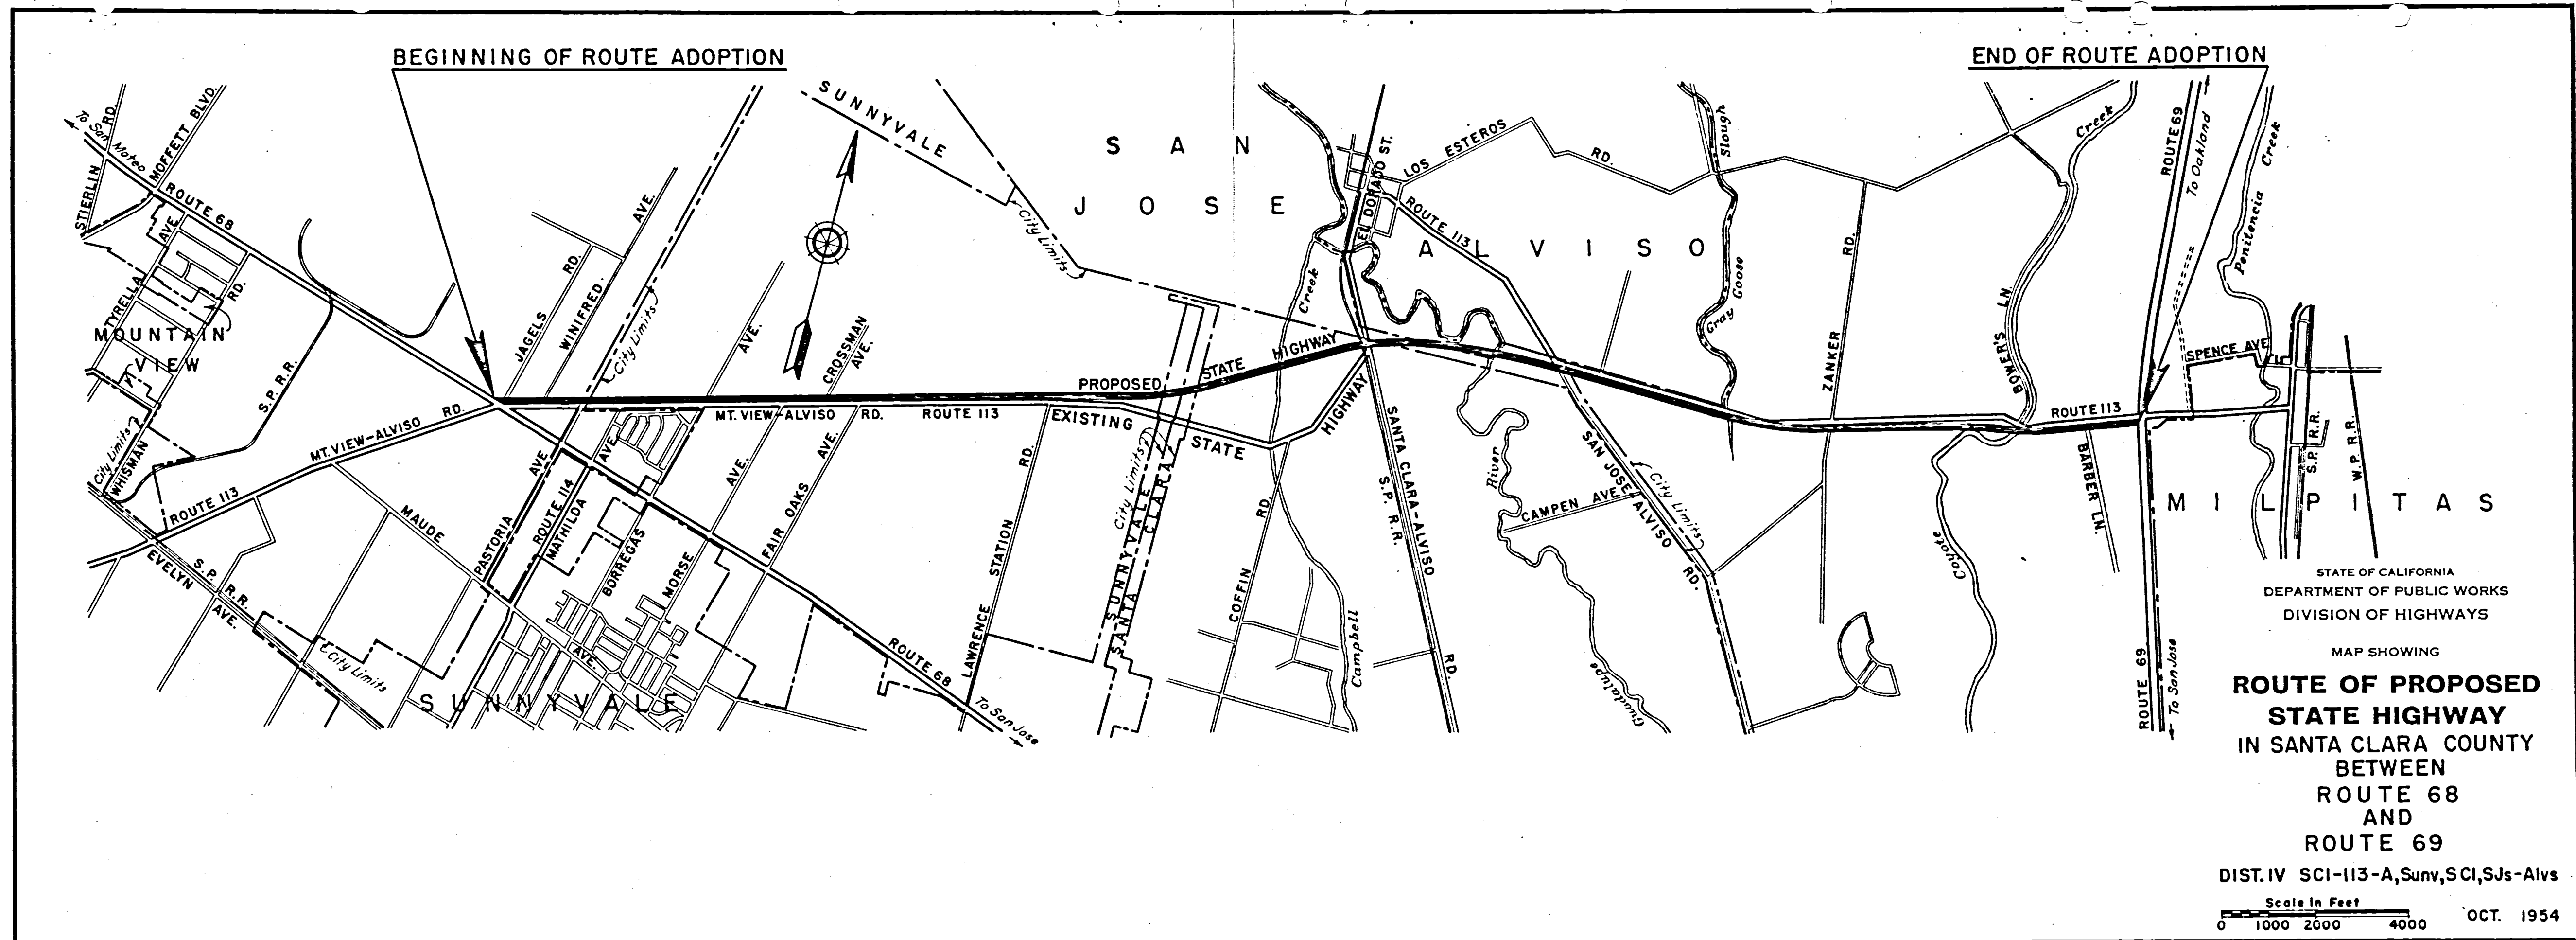 BEGINNING OF ROUTE ADOPTION
END OF ROUTE ADOPTION
To San Mateo
STIERLIN RD.
MOFFETT BLVD.
ROUTE 68
TYRELLA AVE
MOUNTAIN
VIEW
RD.
City Limits
WHISMAN
S.P. R.R.
MT. VIEW-ALVISO RD.
ROUTE 113
EVELYN AVE.
S.P. R.R.
City Limits
MAUDE AVE.
PASTORIA AVE
ROUTE 114
MATHILDA AVE
BORREGAS AVE.
MORSE AVE.
FAIR OAKS AVE.
SUNNYVALE
JAGELS RD.
WINIFRED AVE.
City Limits
CROSSMAN AVE.
SUNNYVALE
City Limits
SAN
JOSE
MT. VIEW-ALVISO RD.
ROUTE 113
PROPOSED STATE HIGHWAY
EXISTING STATE HIGHWAY
LAWRENCE STATION RD.
ROUTE 68
To San Jose
City Limits
SUNNYVALE
SANTA CLARA
COFFIN RD.
Campbell Creek
SANTA CLARA-ALVISO RD.
S.P. R.R.
EL DORADO ST.
LOS ESTEROS RD.
ROUTE 113
ALVISO
Guadalupe River
CAMPEN AVE.
SAN JOSE-ALVISO RD.
City Limits
Gray Goose Slough
ZANKER RD.
BOWER'S LN.
Coyote Creek
ROUTE 113
BARBER LN.
ROUTE 69
To Oakland
Penitencia Creek
SPENCE AVE
S.P. R.R.
W.P. R.R.
MILPITAS
ROUTE 69
To San Jose
STATE OF CALIFORNIA
DEPARTMENT OF PUBLIC WORKS
DIVISION OF HIGHWAYS
MAP SHOWING
ROUTE OF PROPOSED
STATE HIGHWAY
IN SANTA CLARA COUNTY
BETWEEN
ROUTE 68
AND
ROUTE 69
DIST. IV SCI-113-A,Sunv,SCl,SJs-Alvs
Scale in Feet
0 1000 2000 4000
OCT. 1954